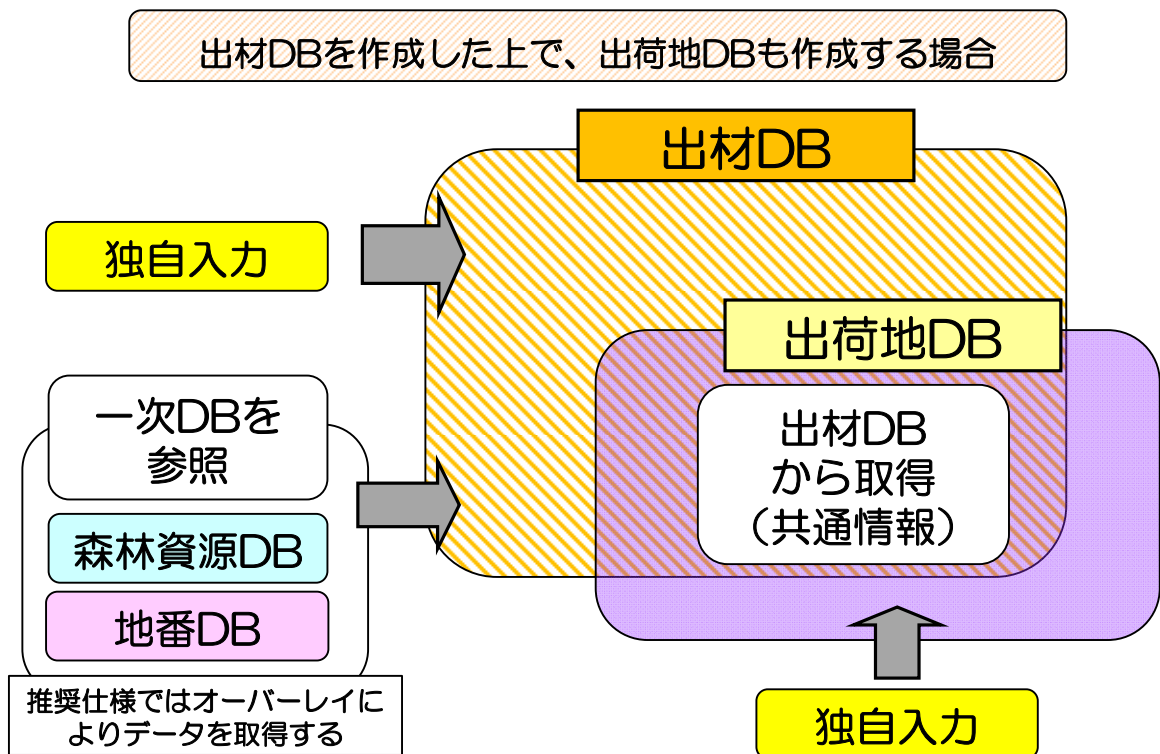 出材DBを作成した上で、出荷地DBも作成する場合
出材DB
独自入力
出荷地DB
一次DBを
参照
出材DB
から取得
（共通情報）
森林資源DB
地番DB
推奨仕様ではオーバーレイに
よりデータを取得する
独自入力